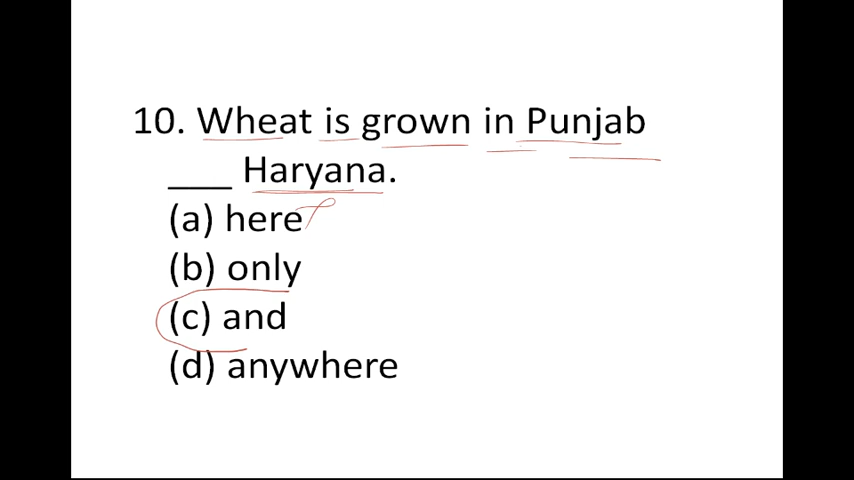 10. Wheat is grown in Punjab
___ Haryana.
(a) here
(b) only
(c) and
(d) anywhere